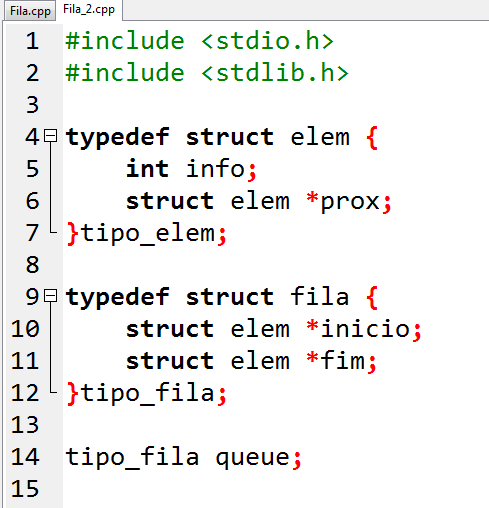 Fila.cpp Fila_2.cpp
1 #include <stdio.h>
2 #include <stdlib.h>
3
4 typedef struct elem {
5 int info;
6 struct elem *prox;
7 }tipo_elem;
8
9 typedef struct fila {
10 struct elem *inicio;
11 struct elem *fim;
12 }tipo_fila;
13
14 tipo_fila queue;
15